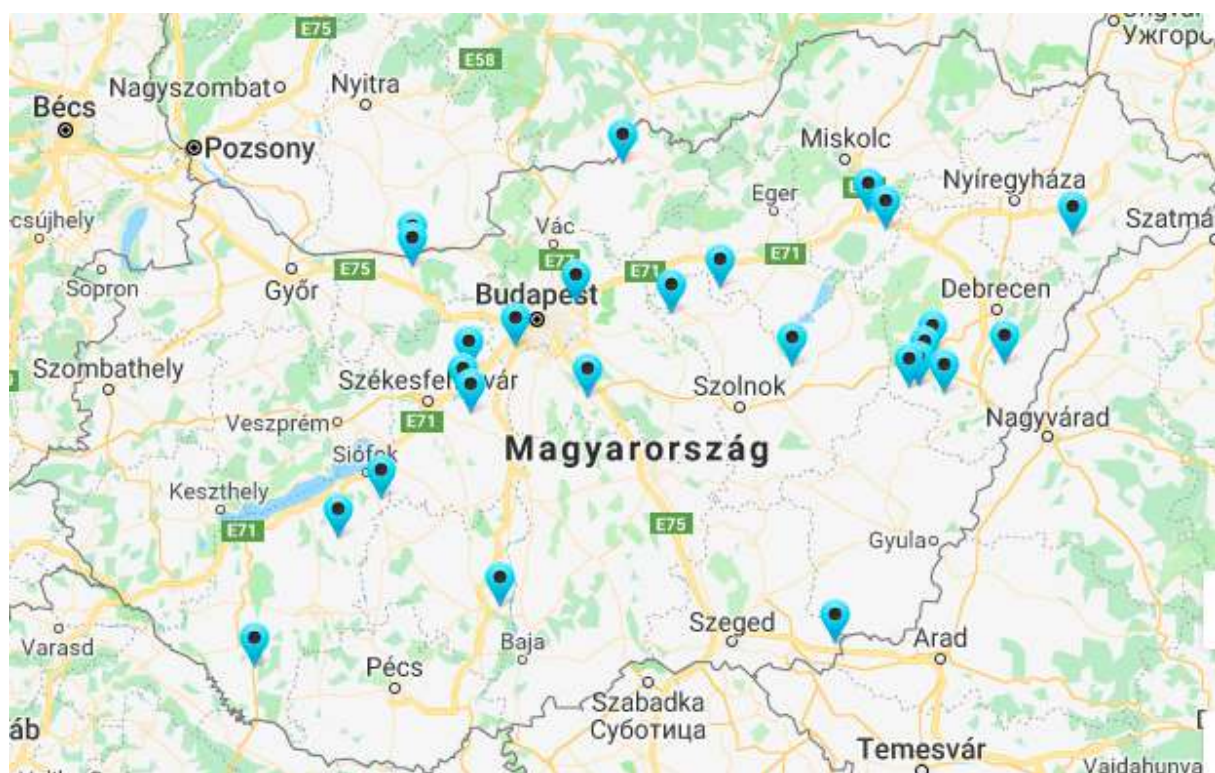 E75
E58
Ужгоро
Nagyszombat
Nyitra
Bécs
Pozsony
Miskolc
Eger
Nyíregyháza
csújhely
Vác
Szatmá
E75
E77
E71
E71
Sopron
Győr
Budapest
Debrecen
Szombathely
Székesfehérvár
Szolnok
Veszprém
E71
Nagyvárad
Magyarország
Siófok
Keszthely
E71
E75
Gyula
Varasd
Baja
Szeged
Arad
Pécs
Szabadka
Суботица
áb
Temesvár
Vajdahunya